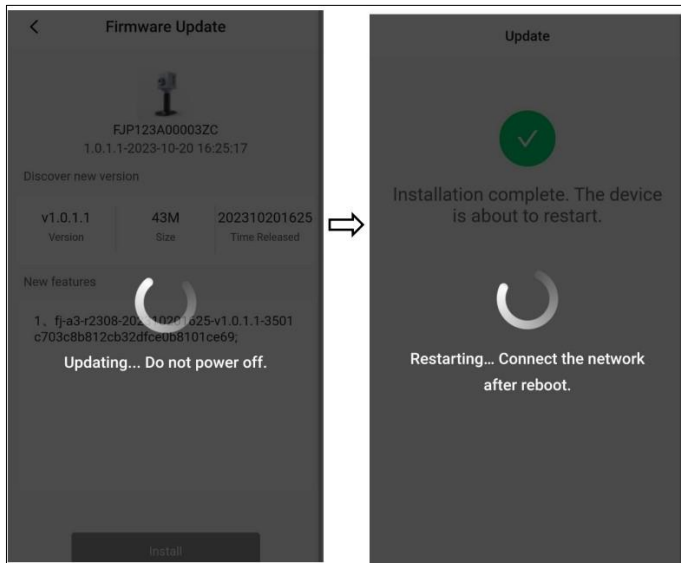 Firmware Update
FJP123A00003ZC
1.0.1.1-2023-10-20 16:25:17
Discover new version
v1.0.1.1 43M 202310201625
Version Size Time Released
New features
1、fj-a3-r2308-202310201625-v1.0.1.1-3501
c703c8b812cb32dfce0b8101ce69;
Updating... Do not power off.
Install
Update
Installation complete. The device
is about to restart.
Restarting... Connect the network
after reboot.